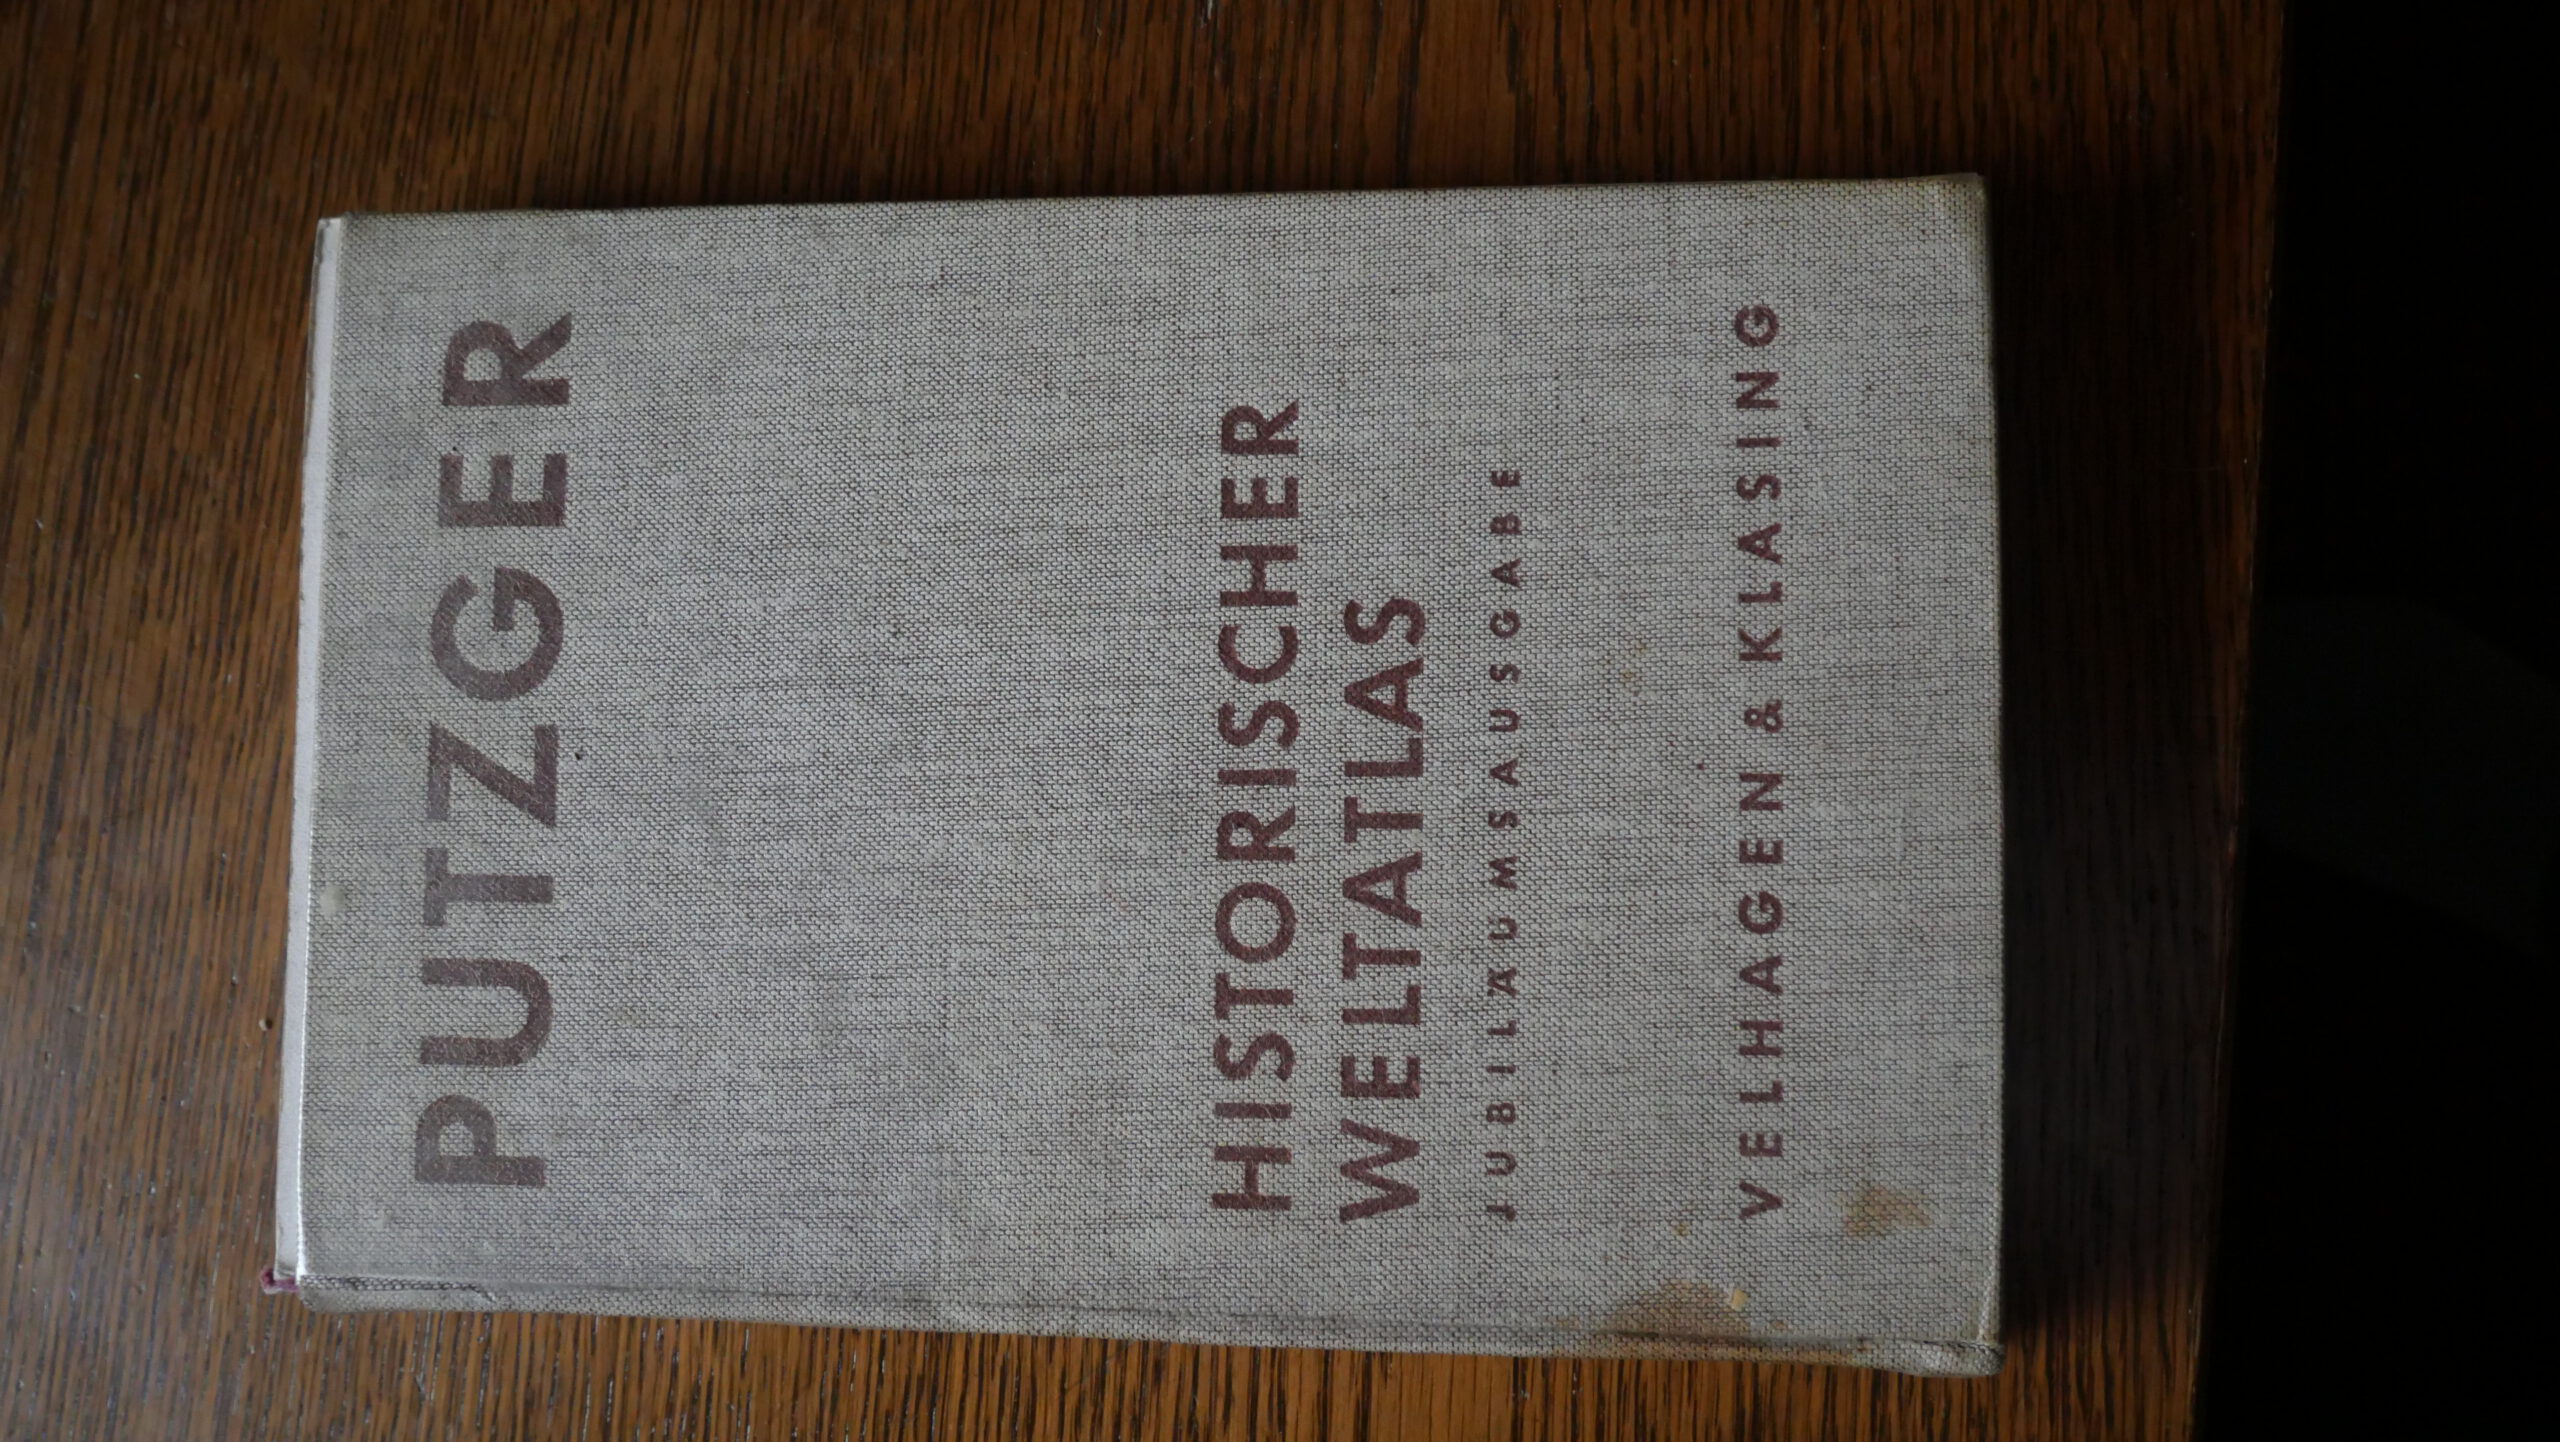 PUTZGER
HISTORISCHER
WELTATLAS
JUBILÄUMSAUSGABE
VELHAGEN & KLASING